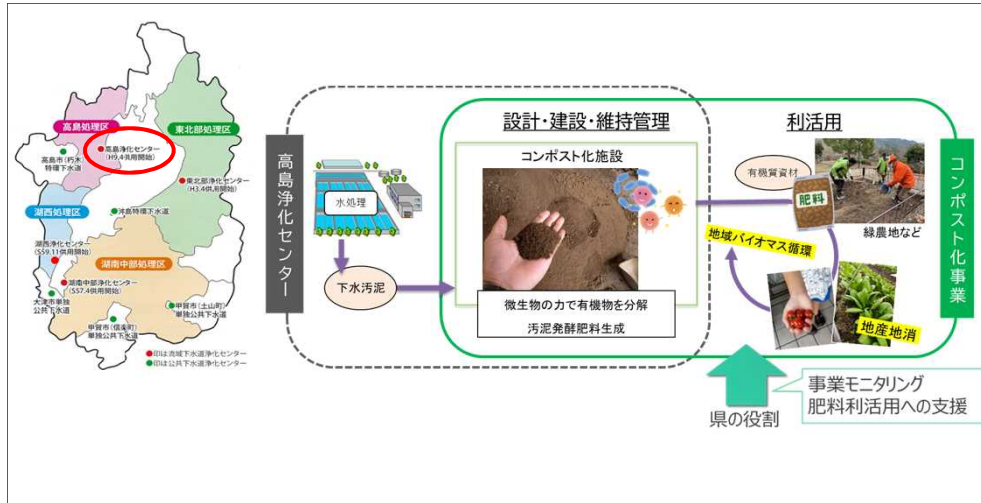 高島処理区
東北部処理区
高島浄化センター
(H9.4供用開始)
高島市(朽木)
特環下水道
東北部浄化センター
(H3.4供用開始)
湖西処理区
沖島特環下水道
湖西浄化センター
(S59.11供用開始)
湖南中部処理区
湖南中部浄化センター
(S57.4供用開始)
大津市単独
公共下水道
甲賀市(土山町)
単独公共下水道
甲賀市(信楽町)
単独公共下水道
●印は流域下水道浄化センター
●印は公共下水道浄化センター
高島浄化センター
水処理
下水汚泥
設計・建設・維持管理
コンポスト化施設
微生物の力で有機物を分解
汚泥発酵肥料生成
利活用
有機質資材
肥料
緑農地など
地域バイオマス循環
地産地消
コンポスト化事業
県の役割
事業モニタリング
肥料利活用への支援